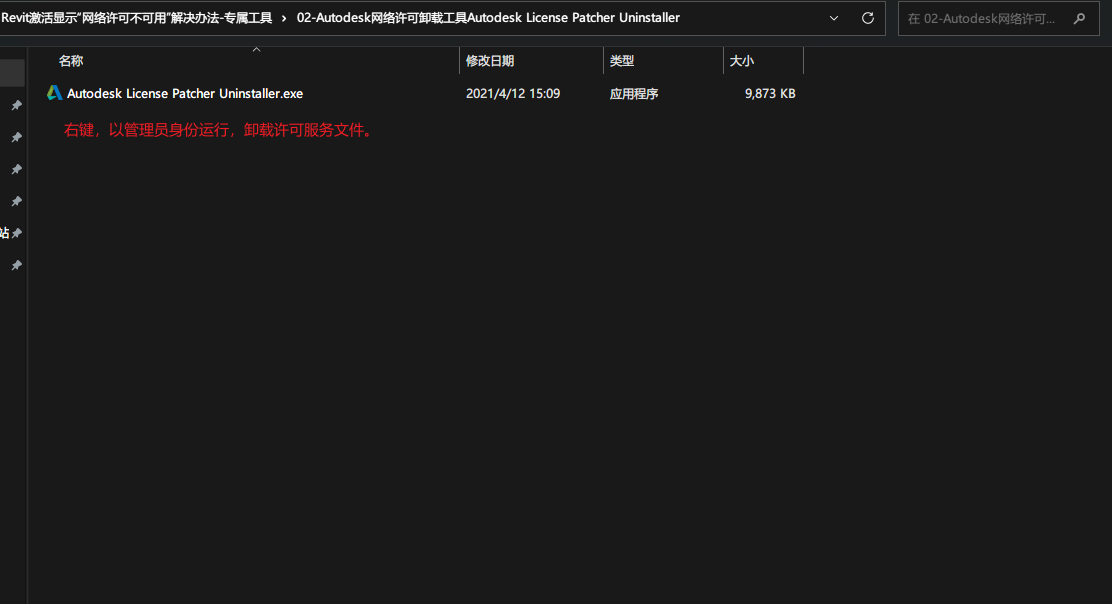 Revit激活显示“网络许可不可用”解决办法-专属工具 › 02-Autodesk网络许可卸载工具Autodesk License Patcher Uninstaller
在 02-Autodesk网络许可...
名称 修改日期 类型 大小
Autodesk License Patcher Uninstaller.exe 2021/4/12 15:09 应用程序 9,873 KB
右键，以管理员身份运行，卸载许可服务文件。
站